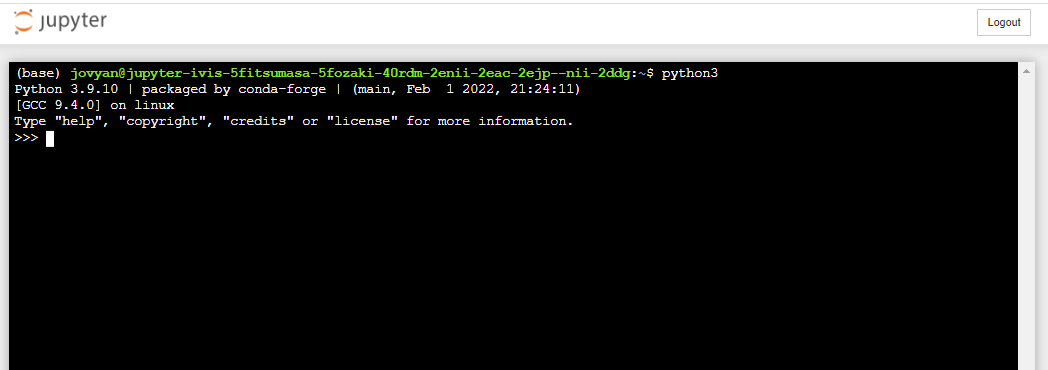 jupyter
Logout
(base) jovyan@jupyter-ivis-5fitsumasa-5fozaki-40rdm-2enii-2eac-2ejp--nii-2ddg:~$ python3
Python 3.9.10 | packaged by conda-forge | (main, Feb  1 2022, 21:24:11)
[GCC 9.4.0] on linux
Type "help", "copyright", "credits" or "license" for more information.
>>>